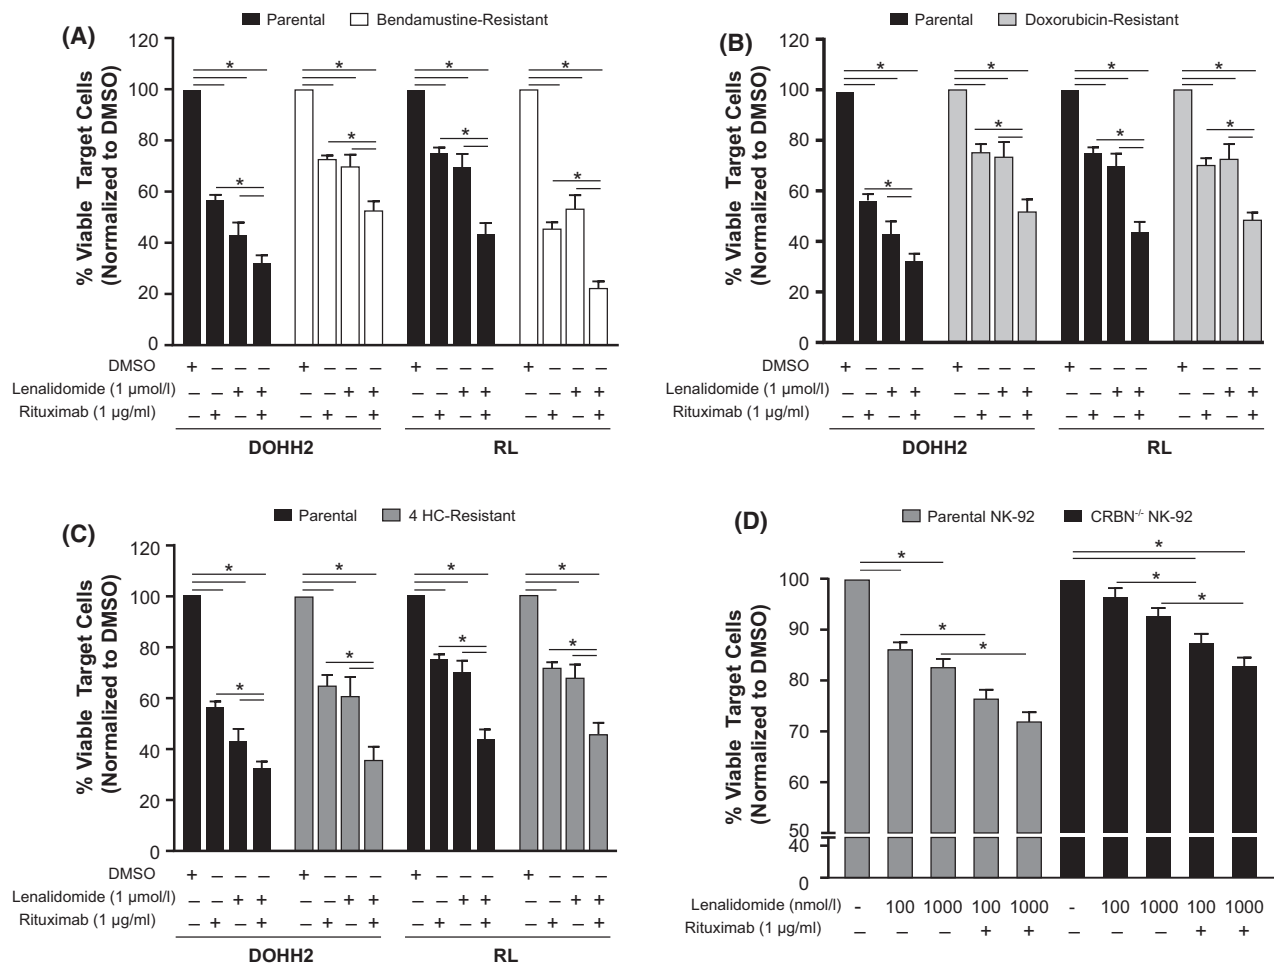 (A)
Parental Bendamustine-Resistant
% Viable Target Cells
(Normalized to DMSO)
120
100
80
60
40
20
0
* * * *
* * * *
DMSO + + + +
Lenalidomide (1 µmol/l) – – + + – – + + – – + + – – + +
Rituximab (1 µg/ml) – + – + – + – + – + – + – + – +
DOHH2 RL
(B)
Parental Doxorubicin-Resistant
% Viable Target Cells
(Normalized to DMSO)
120
100
80
60
40
20
0
* * * *
* * * *
DMSO + + + +
Lenalidomide (1 µmol/l) – – + + – – + + – – + + – – + +
Rituximab (1 µg/ml) – + – + – + – + – + – + – + – +
DOHH2 RL
(C)
Parental 4 HC-Resistant
% Viable Target Cells
(Normalized to DMSO)
120
100
80
60
40
20
0
* * * *
* * * *
DMSO + + + +
Lenalidomide (1 µmol/l) – – + + – – + + – – + + – – + +
Rituximab (1 µg/ml) – + – + – + – + – + – + – + – +
DOHH2 RL
(D)
Parental NK-92 CRBN-/- NK-92
% Viable Target Cells
(Normalized to DMSO)
100
90
80
70
60
50
40
0
* *
* *
* *
Lenalidomide (nmol/l) - 100 1000 100 1000 - 100 1000 100 1000
Rituximab (1 µg/ml) – – – + + – – – + +